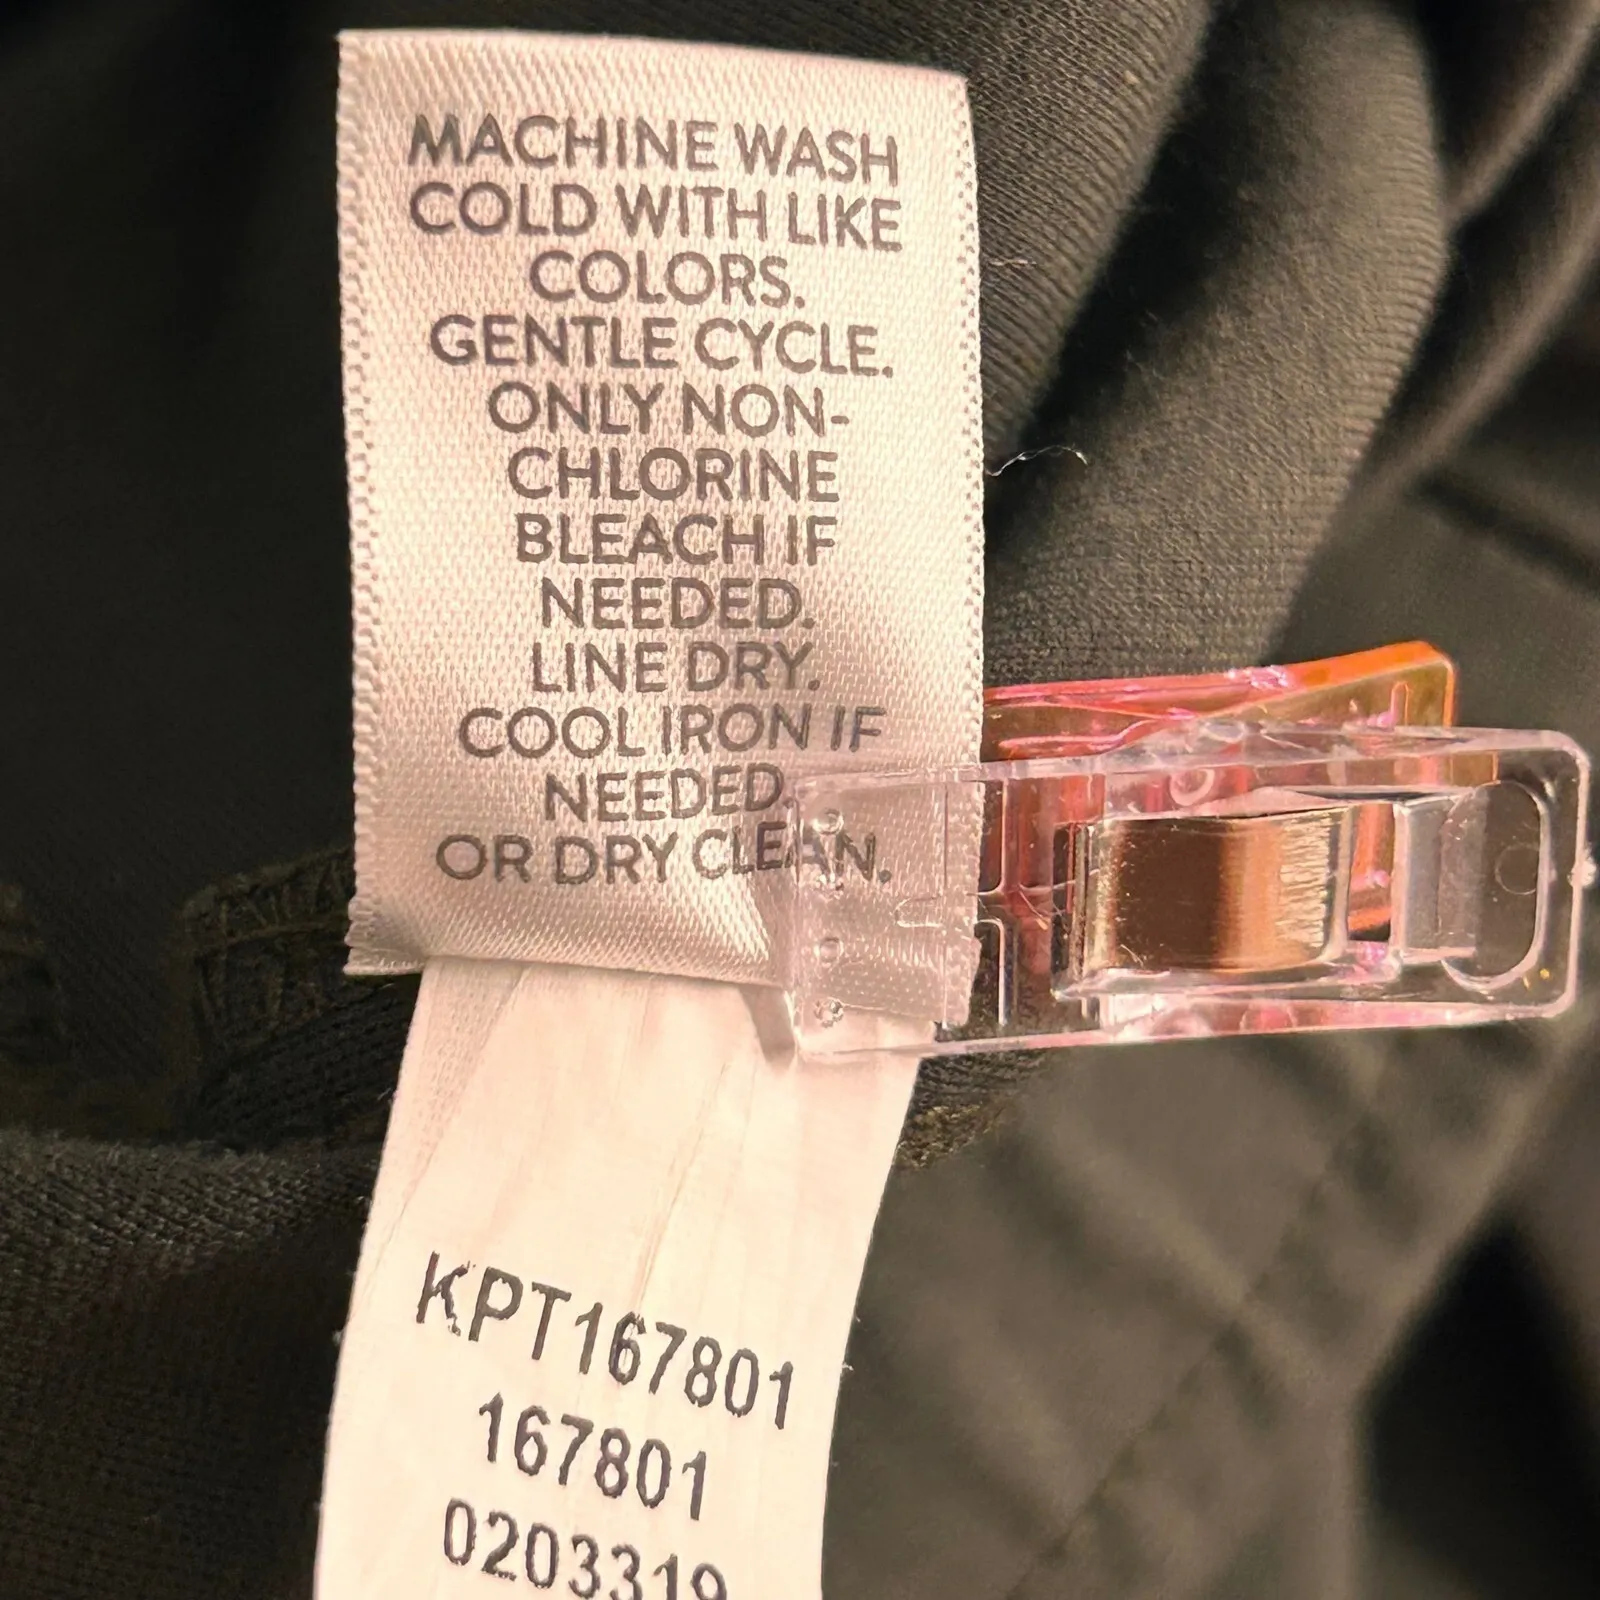 MACHINE WASH
COLD WITH LIKE
COLORS.
GENTLE CYCLE.
ONLY NON-
CHLORINE
BLEACH IF
NEEDED.
LINE DRY.
COOL IRON IF
NEEDED.
OR DRY CLEAN.
KPT167801
167801
0203319